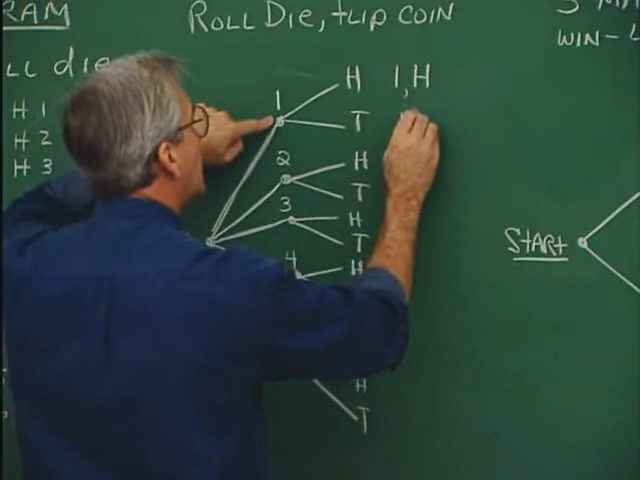 RAM
ROLL DIE, FLIP COIN
WIN-
LL die
H 1
H 2
H 3
1
H
1,H
T
2
H
T
3
H
T
4
H
START
H
T